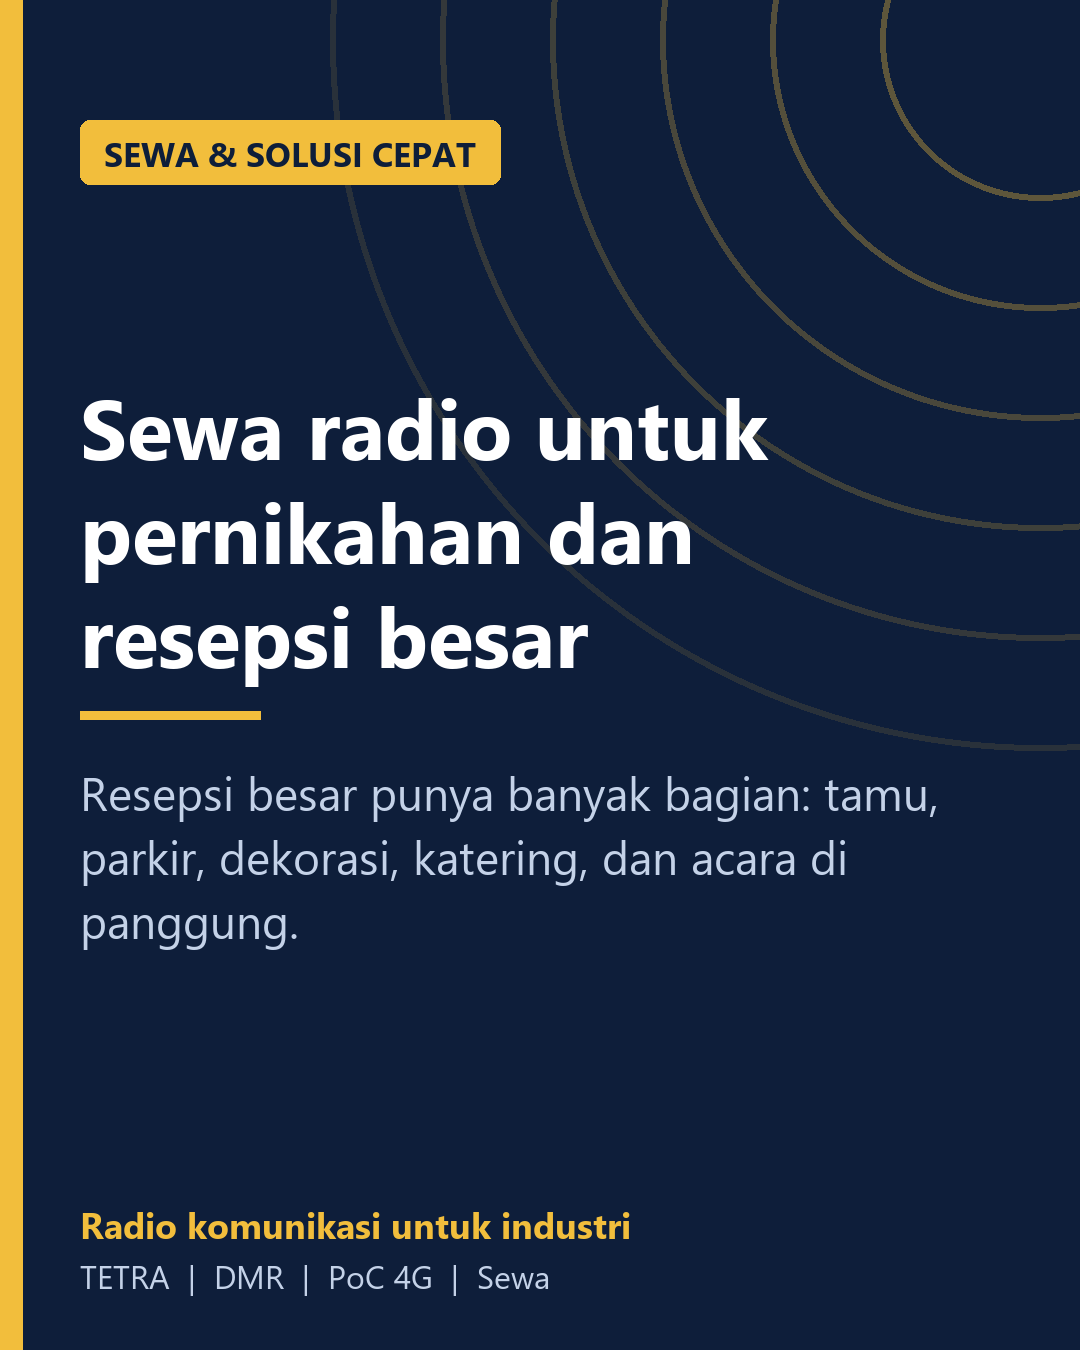 SEWA & SOLUSI CEPAT
Sewa radio untuk
pernikahan dan
resepsi besar
Resepsi besar punya banyak bagian: tamu,
parkir, dekorasi, katering, dan acara di
panggung.
Radio komunikasi untuk industri
TETRA | DMR | PoC 4G | Sewa